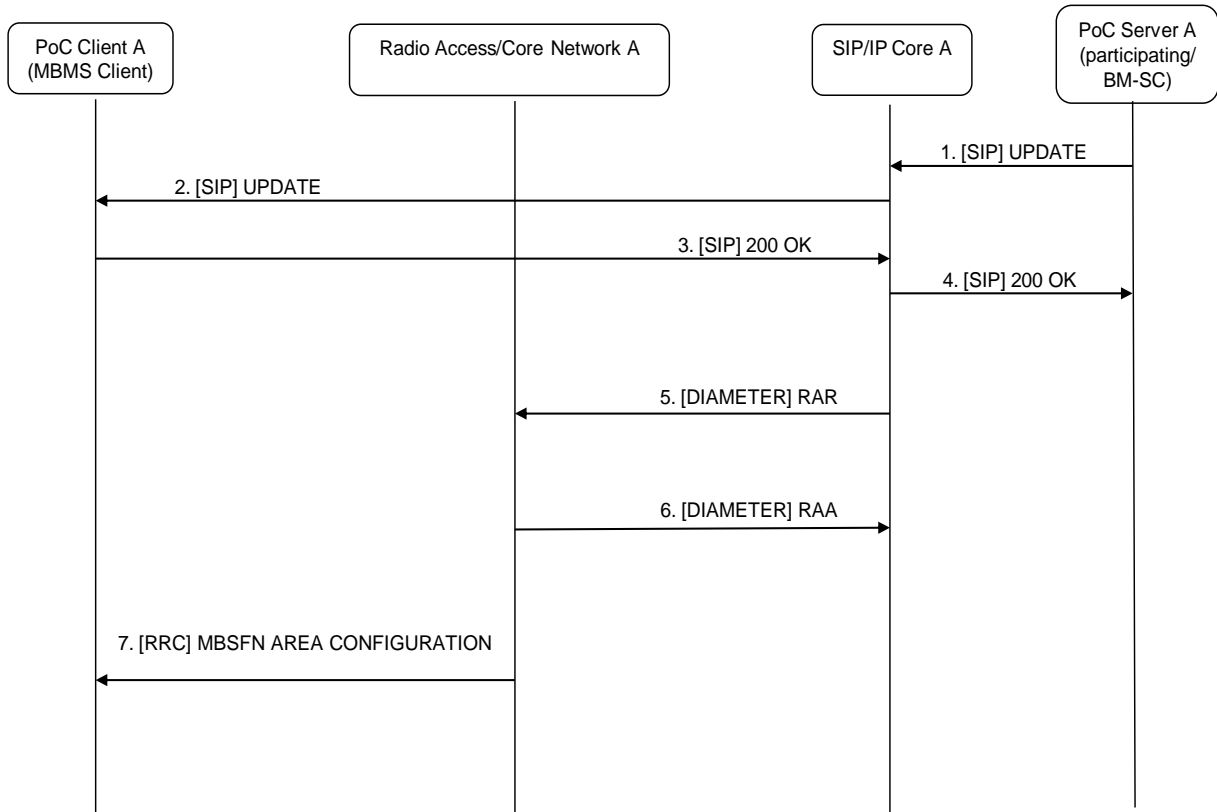 PoC Client A
(MBMS Client)
Radio Access/Core Network A
SIP/IP Core A
PoC Server A
(participating/
BM-SC)
1. [SIP] UPDATE
2. [SIP] UPDATE
3. [SIP] 200 OK
4. [SIP] 200 OK
5. [DIAMETER] RAR
6. [DIAMETER] RAA
7. [RRC] MBSFN AREA CONFIGURATION